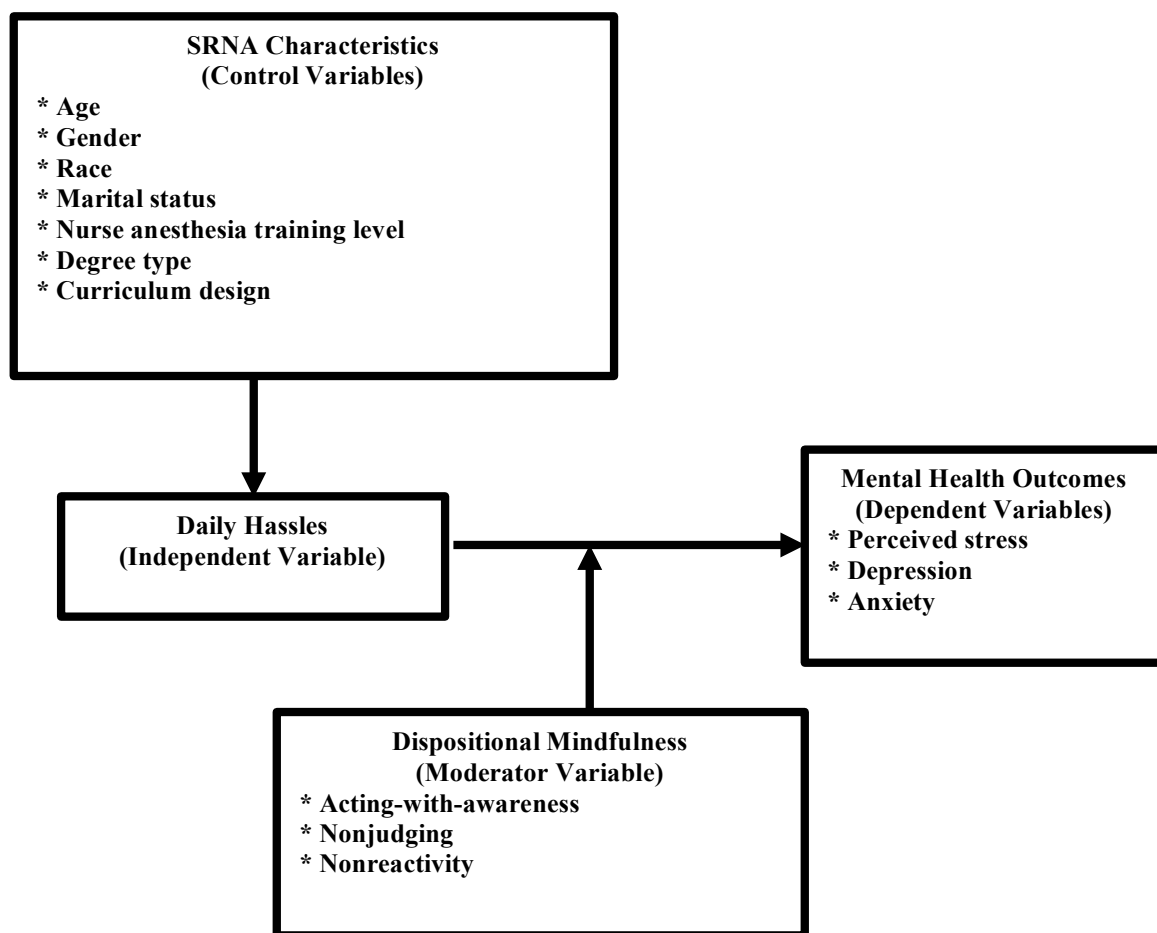 SRNA Characteristics
(Control Variables)
* Age
* Gender
* Race
* Marital status
* Nurse anesthesia training level
* Degree type
* Curriculum design
Daily Hassles
(Independent Variable)
Mental Health Outcomes
(Dependent Variables)
* Perceived stress
* Depression
* Anxiety
Dispositional Mindfulness
(Moderator Variable)
* Acting-with-awareness
* Nonjudging
* Nonreactivity